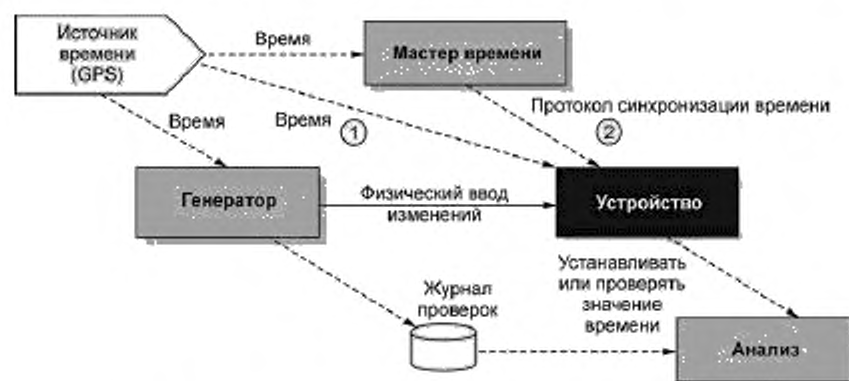 Источник
времени
(GPS)
Время
Мастер времени
Время
Время
1
Протокол синхронизации времени
2
Генератор
Физический ввод
изменений
Устройство
Журнал
проверок
Устанавливать
или проверять
значение
времени
Анализ